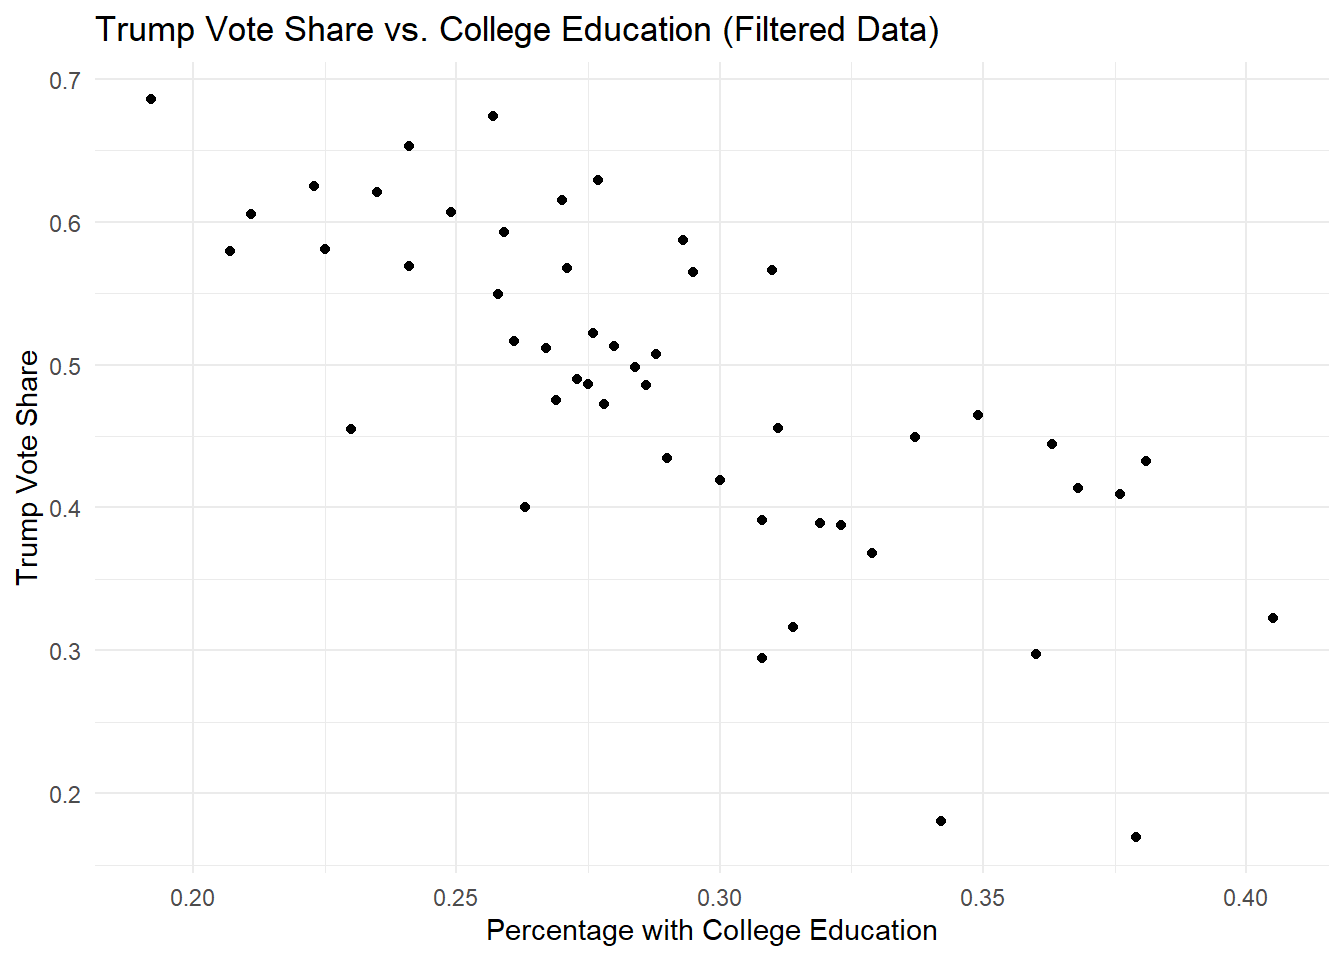 Trump Vote Share vs. College Education (Filtered Data)
Trump Vote Share
0.7
0.6
0.5
0.4
0.3
0.2
0.20 0.25 0.30 0.35 0.40
Percentage with College Education